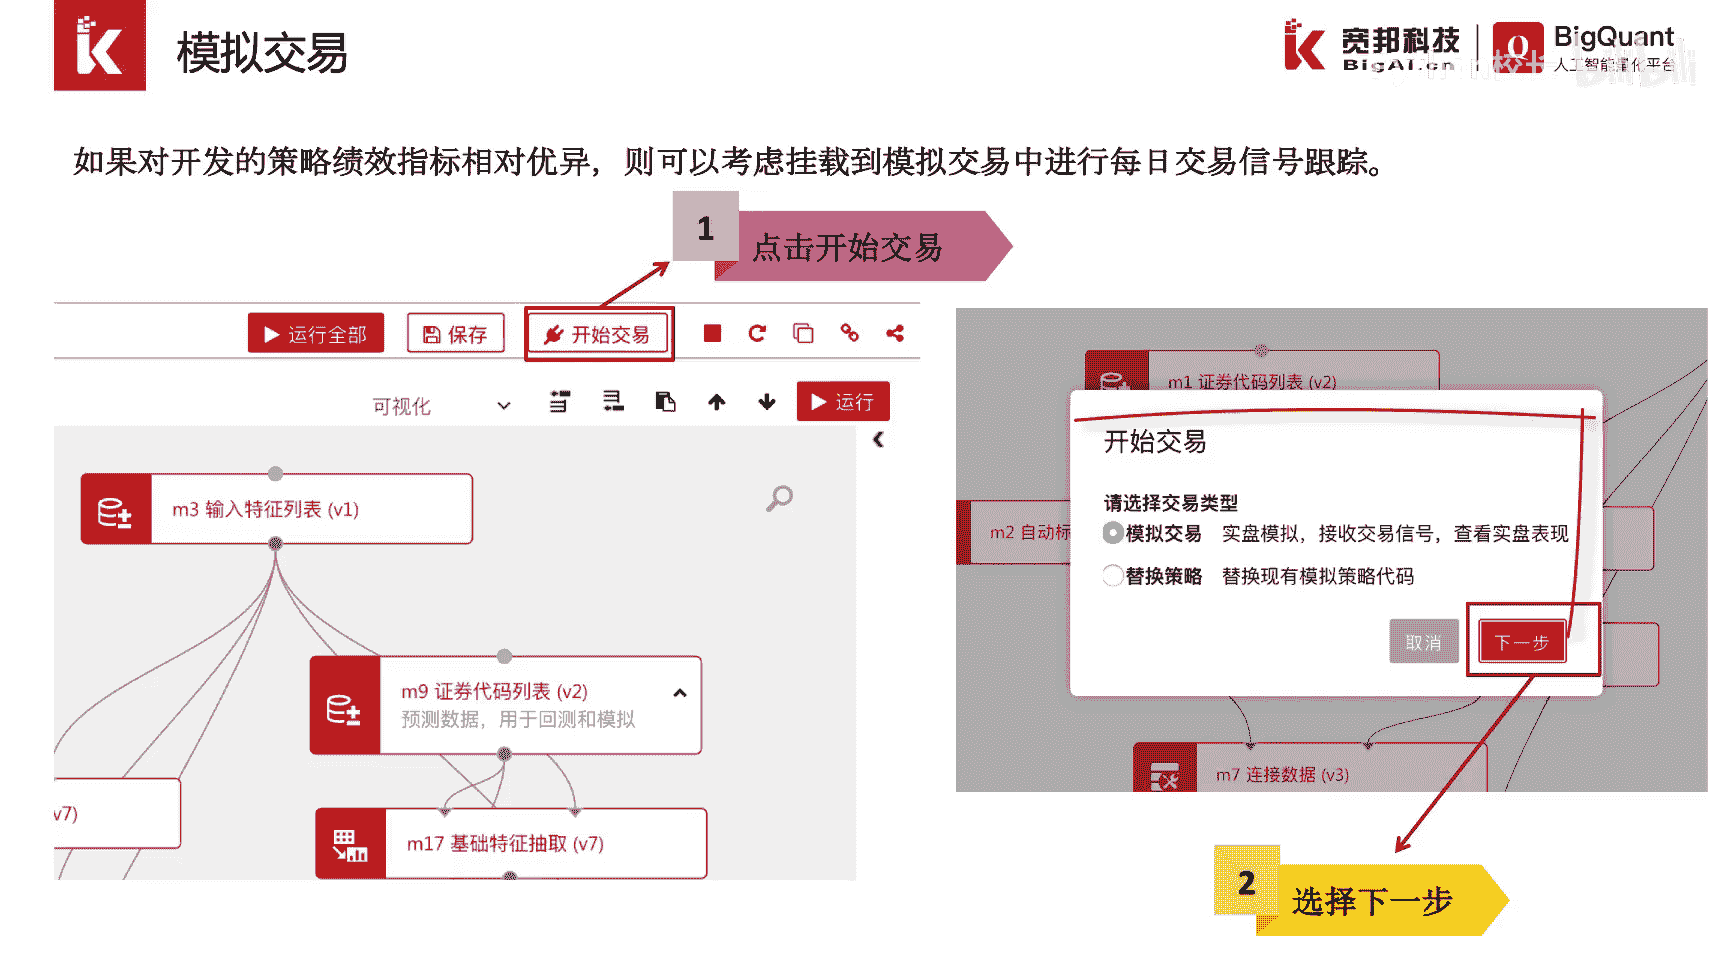 模拟交易
宽邦科技
BigAI.cn
BigQuant
人工智能量化平台
如果对开发的策略绩效指标相对优异，则可以考虑挂载到模拟交易中进行每日交易信号跟踪。
1
点击开始交易
运行全部
保存
开始交易
可视化
运行
m3 输入特征列表 (v1)
m9 证券代码列表 (v2)
预测数据，用于回测和模拟
v7)
m17 基础特征抽取 (v7)
m1 证券代码列表 (v2)
m2 自动标
开始交易
请选择交易类型
模拟交易 实盘模拟，接收交易信号，查看实盘表现
替换策略 替换现有模拟策略代码
取消
下一步
m7 连接数据 (v3)
2
选择下一步